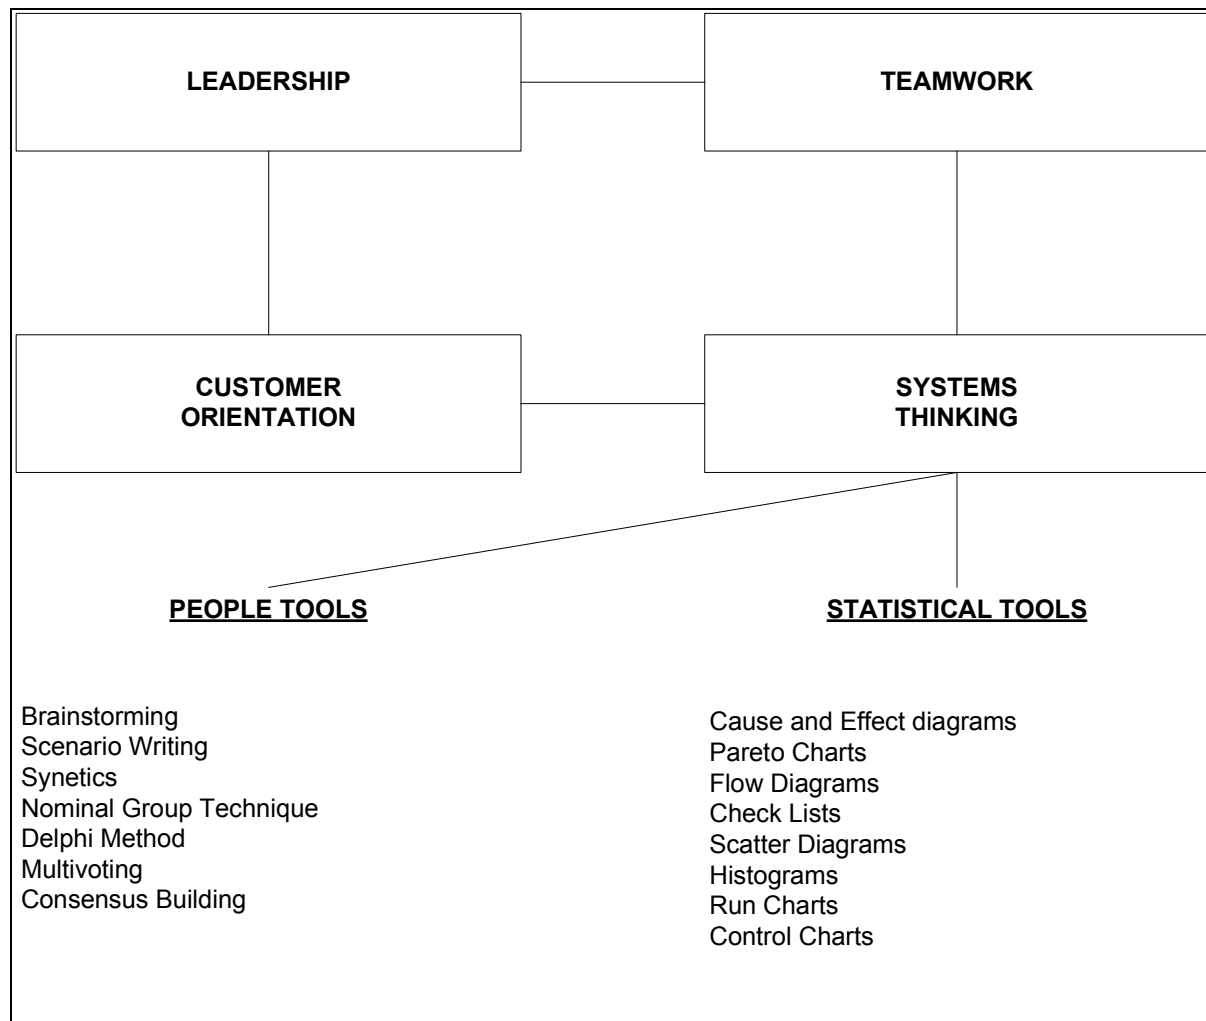 LEADERSHIP
TEAMWORK
CUSTOMER
ORIENTATION
SYSTEMS
THINKING
PEOPLE TOOLS
Brainstorming
Scenario Writing
Synetics
Nominal Group Technique
Delphi Method
Multivoting
Consensus Building
STATISTICAL TOOLS
Cause and Effect diagrams
Pareto Charts
Flow Diagrams
Check Lists
Scatter Diagrams
Histograms
Run Charts
Control Charts